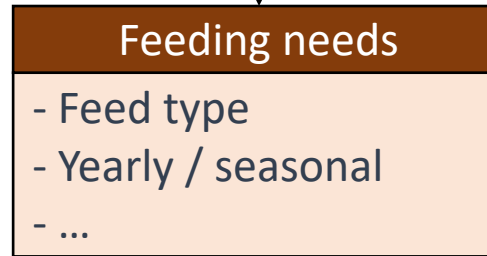 Feeding needs
- Feed type
- Yearly / seasonal
- ...